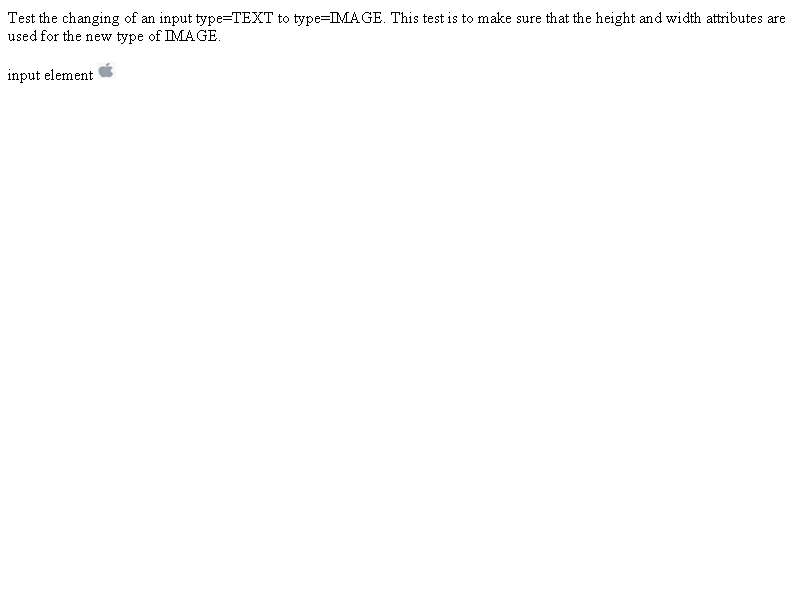 Test the changing of an input type=TEXT to type=IMAGE. This test is to make sure that the height and width attributes are
used for the new type of IMAGE.
input element